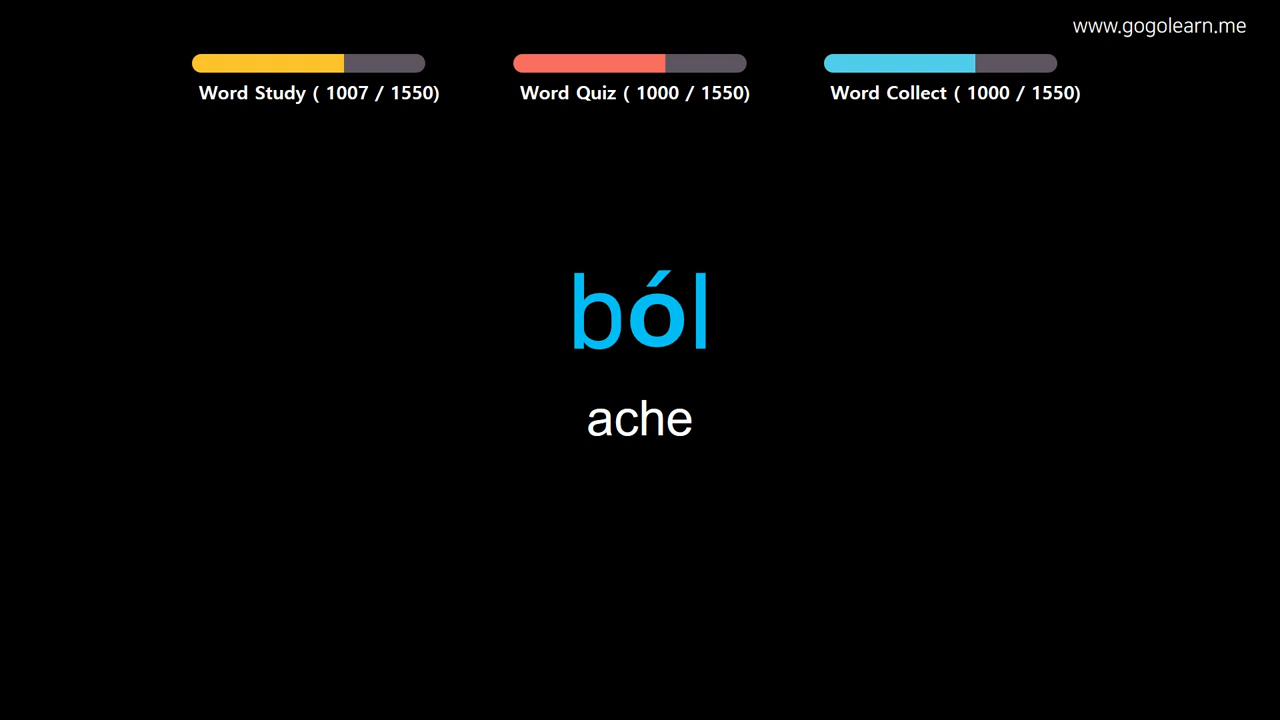 www.gogolearn.me
Word Study ( 1007 / 1550)
Word Quiz ( 1000 / 1550)
Word Collect ( 1000 / 1550)
ból
ache